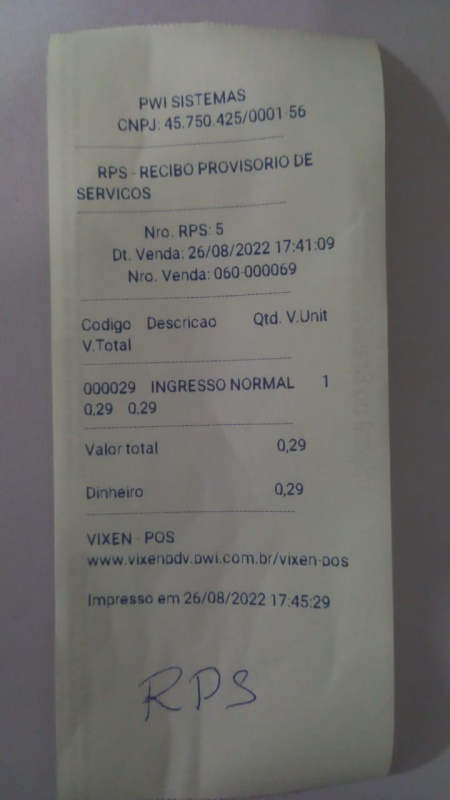 PWI SISTEMAS
CNPJ: 45.750.425/0001-56
RPS - RECIBO PROVISORIO DE
SERVICOS
Nro. RPS: 5
Dt. Venda: 26/08/2022 17:41:09
Nro. Venda: 060-000069
Codigo Descricao Qtd. V.Unit
V.Total
000029 INGRESSO NORMAL 1
0,29 0,29
Valor total 0,29
Dinheiro 0,29
VIXEN - POS
www.vixenpdv.pwi.com.br/vixen-pos
Impresso em 26/08/2022 17:45:29
RPS